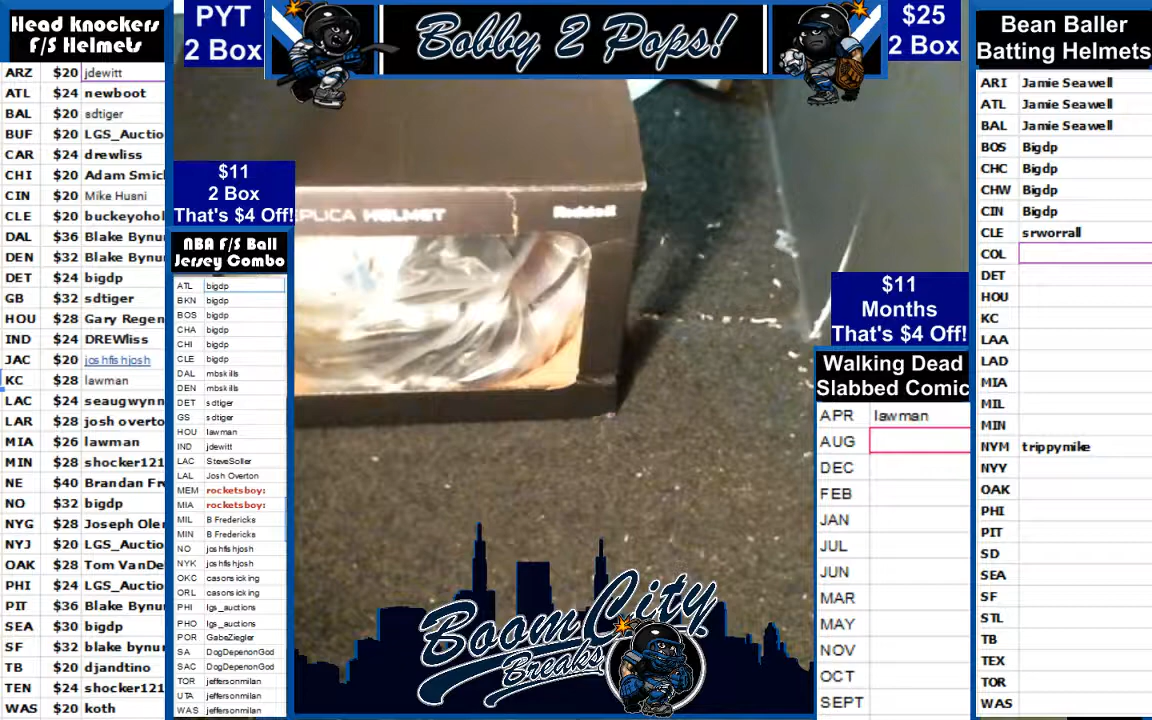 Head Knockers
F/S Helmets
ARZ $20 jdewitt
ATL $24 newboot
BAL $20 sdtiger
BUF $20 LGS_Auctio
CAR $24 drewliss
CHI $20 Adam Smic
CIN $20 Mike Husni
CLE $20 buckeyohol
DAL $36 Blake Bynur
DEN $32 Blake Bynu
DET $24 bigdp
GB $32 sdtiger
HOU $28 Gary Regen
IND $24 DREWliss
JAC $20 joshfishjosh
KC $28 lawman
LAC $24 seaugwynn
LAR $28 josh overto
MIA $26 lawman
MIN $28 shocker121
NE $40 Brandan Fre
NO $32 bigdp
NYG $28 Joseph Oler
NYJ $20 LGS_Auctio
OAK $28 Tom VanDe
PHI $24 LGS_Auctio
PIT $36 Blake Bynur
SEA $30 bigdp
SF $32 blake bynu
TB $20 djandtino
TEN $24 shocker121
WAS $20 koth
PYT
2 Box
Bobby 2 Pops!
$25
2 Box
$11
2 Box
That's $4 Off!
NBA F/S Ball
Jersey Combo
ATL bigdp
BKN bigdp
BOS bigdp
CHA bigdp
CHI bigdp
CLE bigdp
DAL mbskills
DEN mbskills
DET sdtiger
GS sdtiger
HOU lawman
IND jdewitt
LAC SteveSoller
LAL Josh Overton
MEM rocketsboy:
MIA rocketsboy:
MIL B Fredericks
MIN B Fredericks
NO joshfishjosh
NYK joshfishjosh
OKC casonsicking
ORL casonsicking
PHI lgs_auctions
PHO lgs_auctions
POR GabeZiegler
SA DogDepenonGod
SAC DogDepenonGod
TOR jeffersonmilan
UTA jeffersonmilan
WAS jeffersonmilan
PLICA HELMET Riddell
BoomCity
Breaks
$11
Months
That's $4 Off!
Walking Dead
Slabbed Comic
APR lawman
AUG
DEC
FEB
JAN
JUL
JUN
MAR
MAY
NOV
OCT
SEPT
Bean Baller
Batting Helmets
ARI Jamie Seawell
ATL Jamie Seawell
BAL Jamie Seawell
BOS Bigdp
CHC Bigdp
CHW Bigdp
CIN Bigdp
CLE srworrall
COL
DET
HOU
KC
LAA
LAD
MIA
MIL
MIN
NYM trippymike
NYY
OAK
PHI
PIT
SD
SEA
SF
STL
TB
TEX
TOR
WAS